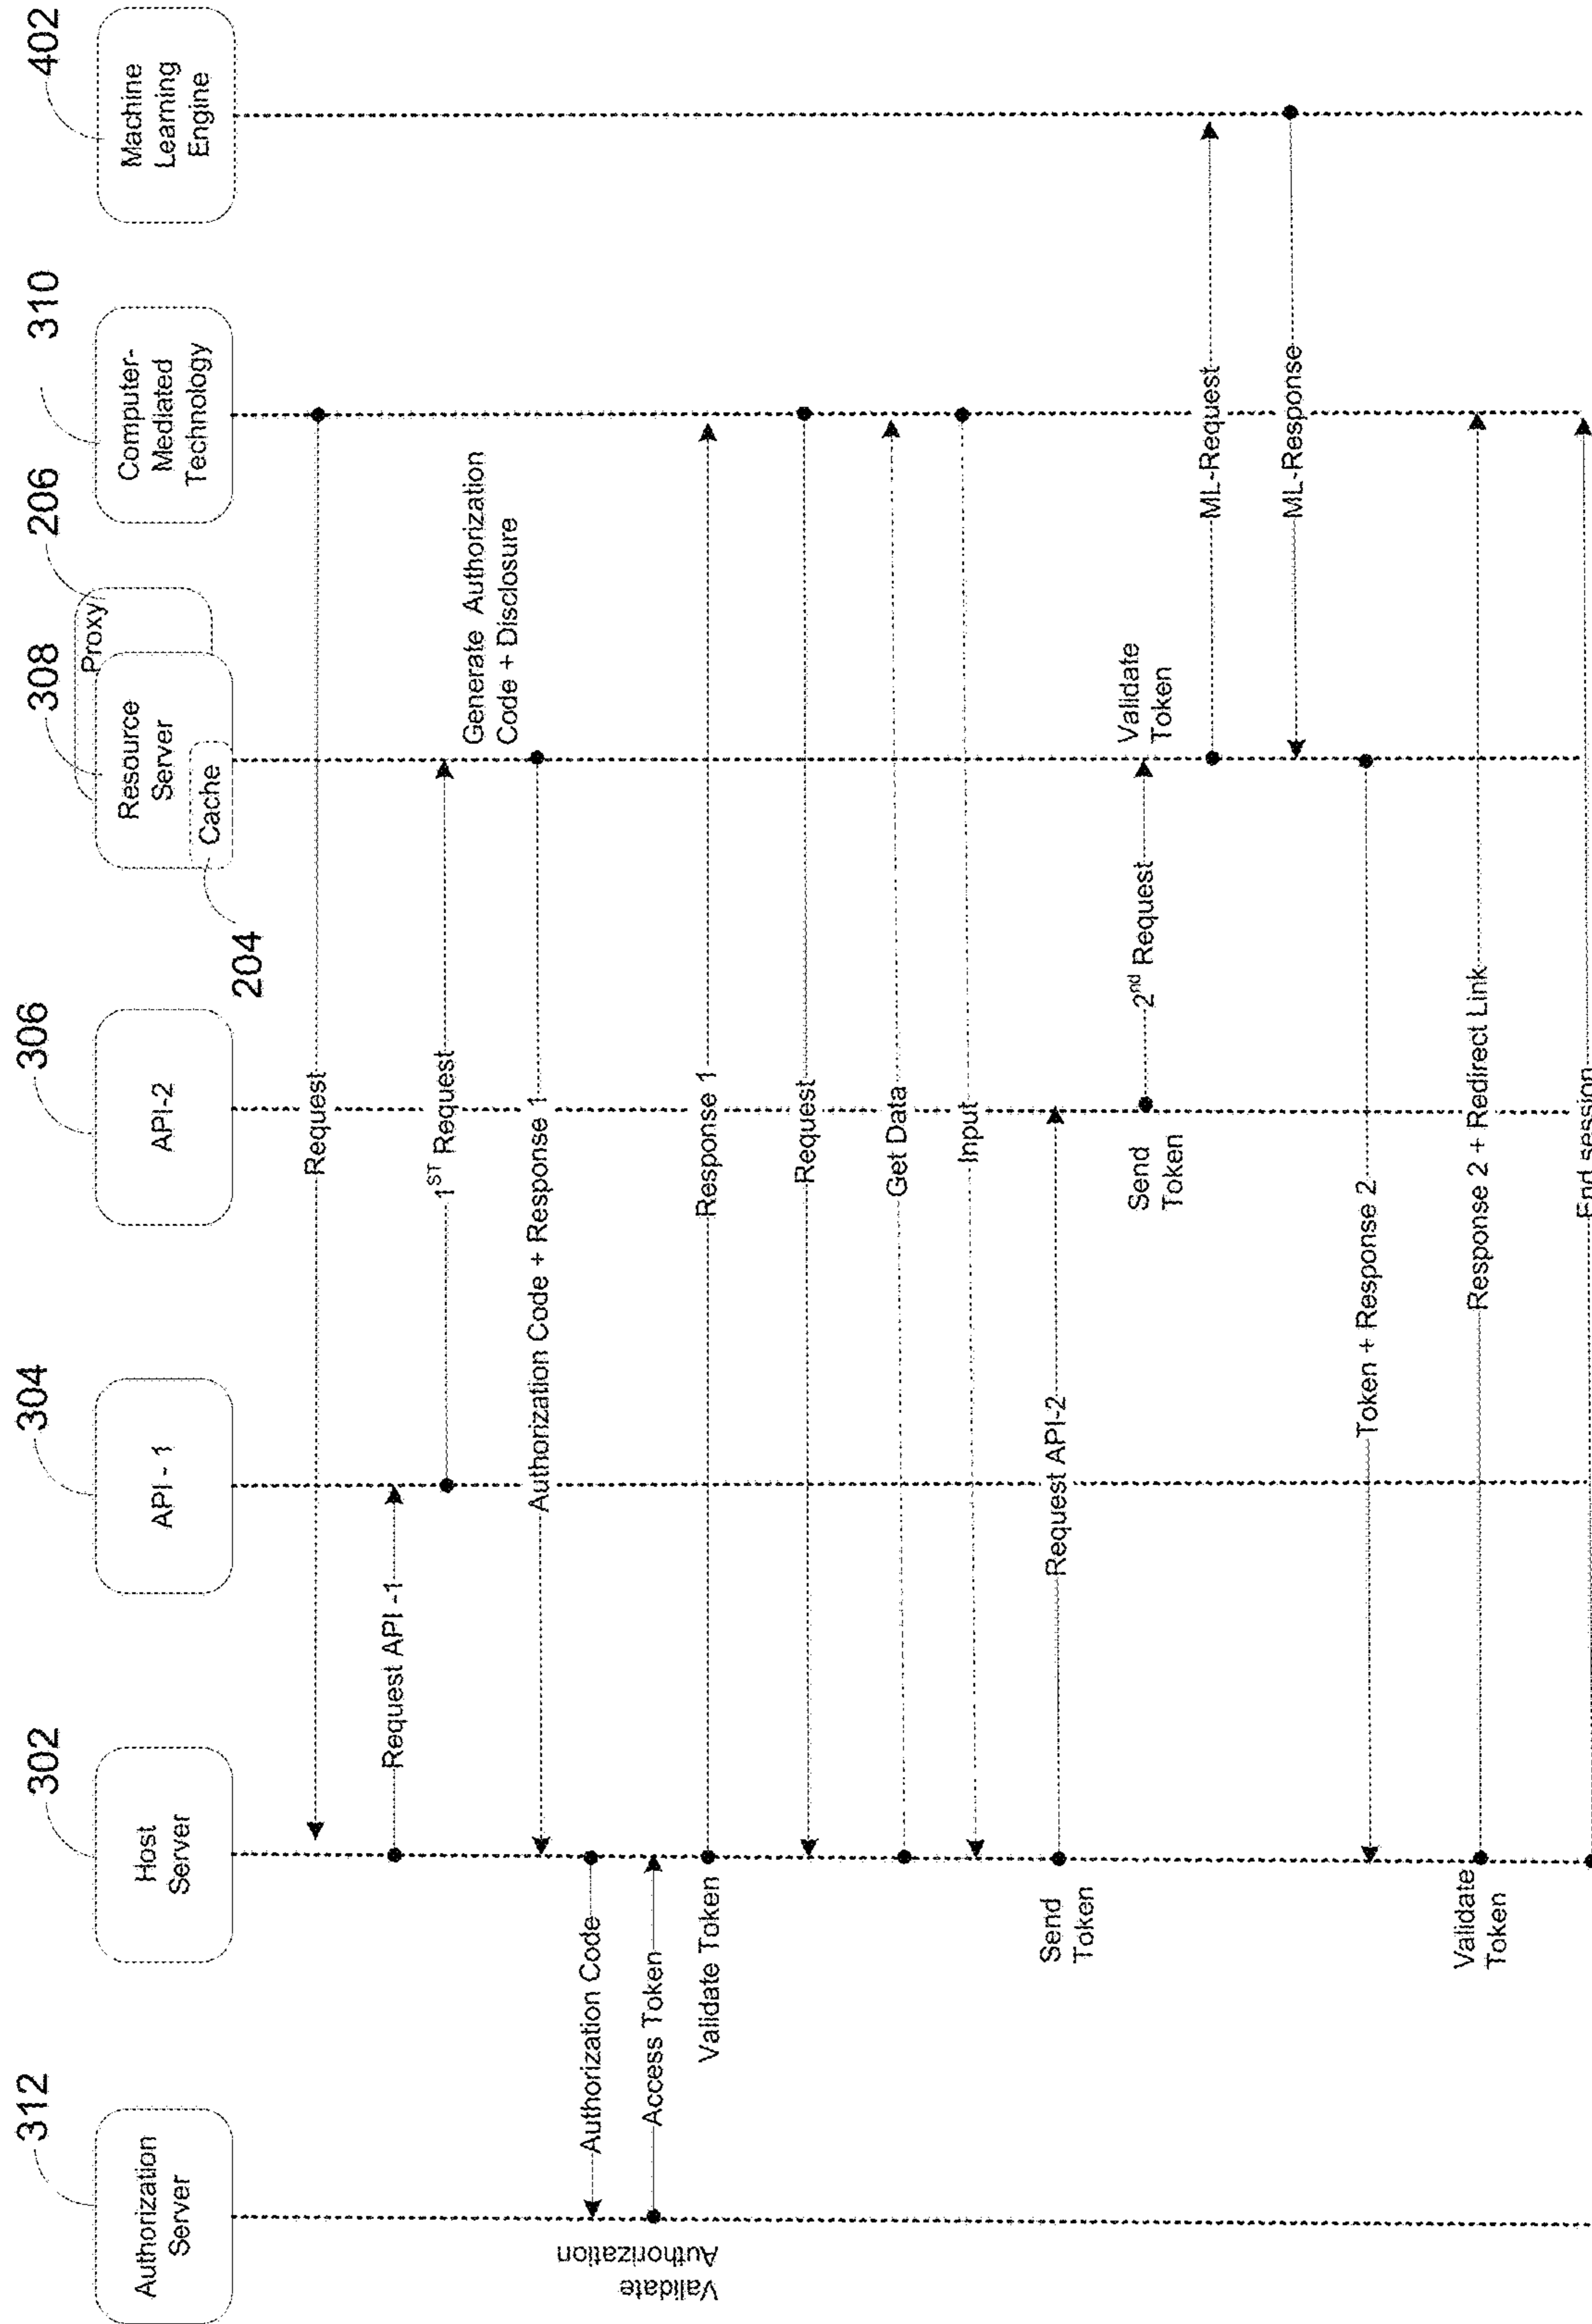 312
302
304
306
308
206
310
402
Authorization
Server
Host
Server
API - 1
API-2
Resource
Server
Cache
Proxy
Computer-
Mediated
Technology
Machine
Learning
Engine
204
Request
Request API -1
1ST Request
Generate Authorization
Code + Disclosure
Authorization Code + Response 1
Authorization Code
Validate
Authorization
Access Token
Validate Token
Response 1
Request
Get Data
Input
Send
Token
Request API-2
Send
Token
2nd Request
Validate
Token
ML-Request
ML-Response
Token + Response 2
Validate
Token
Response 2 + Redirect Link
End session